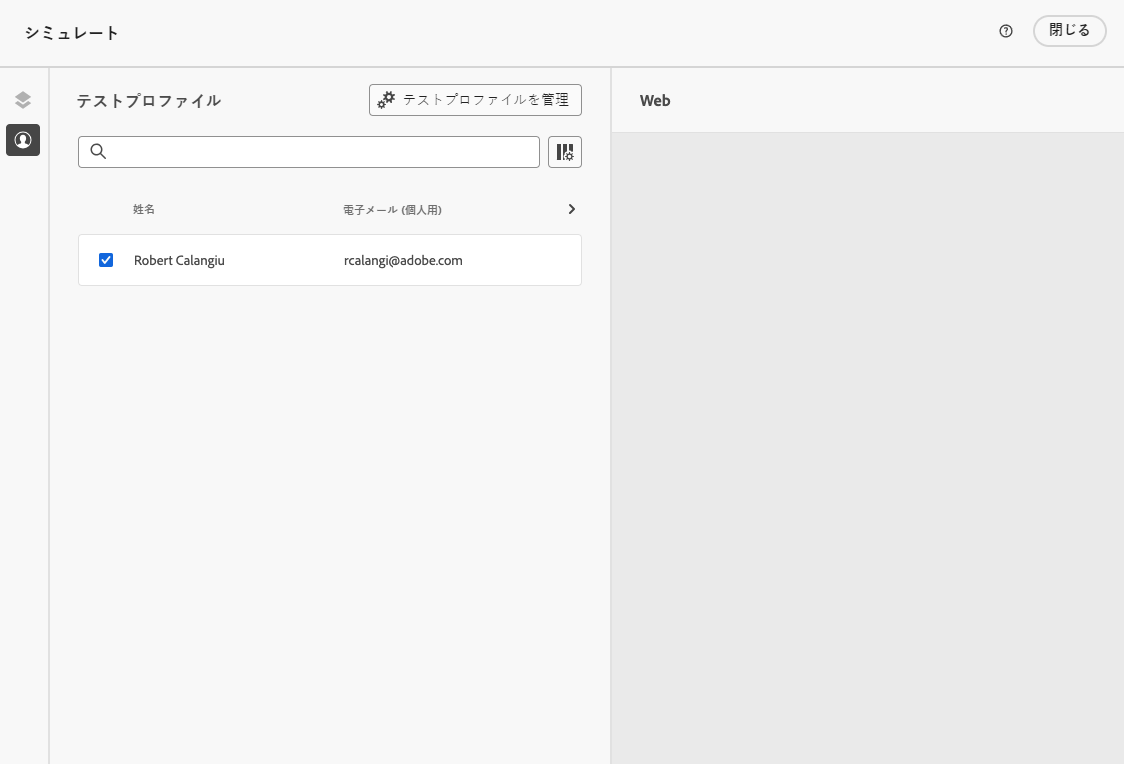 シミュレート
閉じる
テストプロファイル
テストプロファイルを管理
Web
姓名
電子メール (個人用)
Robert Calangiu
rcalangi@adobe.com